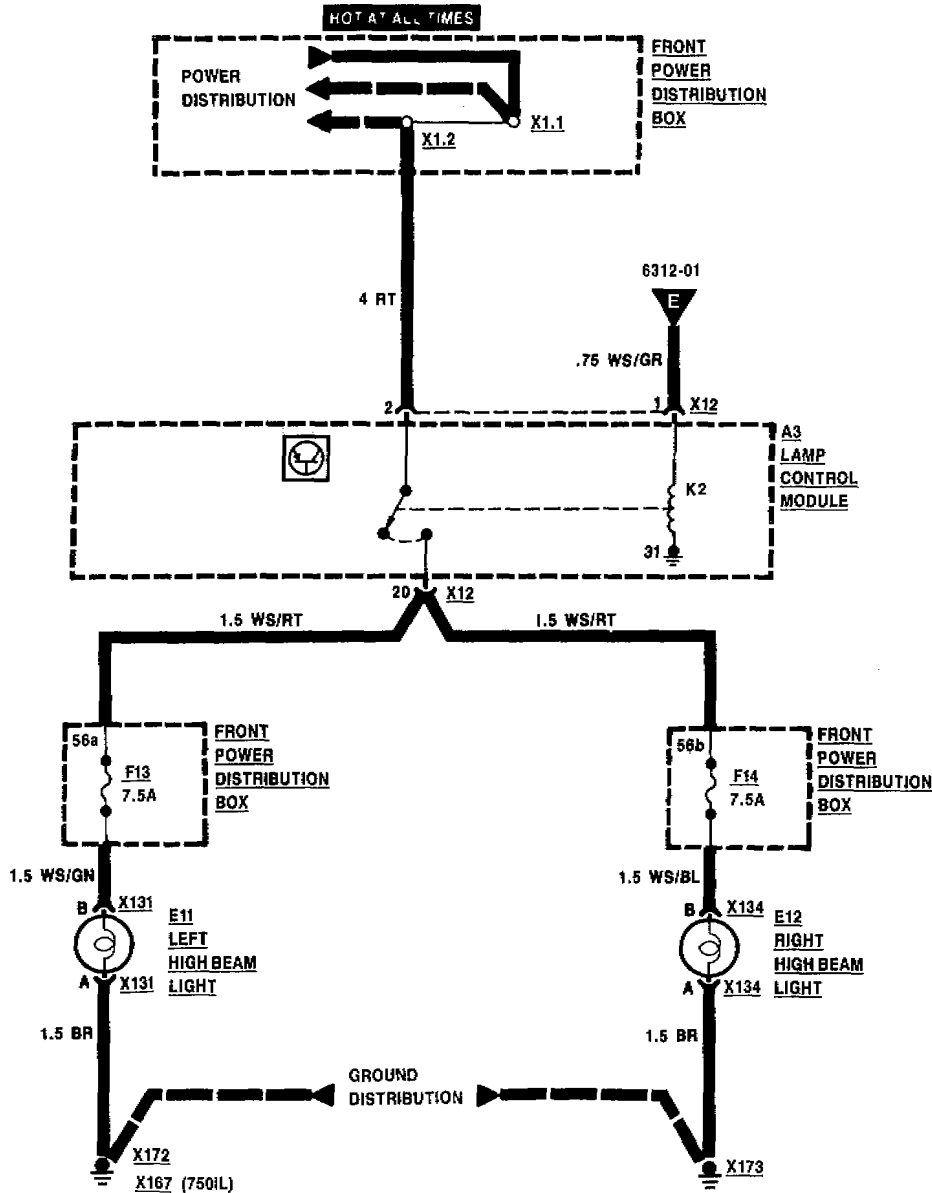 HOT AT ALL TIMES
POWER
DISTRIBUTION
FRONT
POWER
DISTRIBUTION
BOX
X1.1
X1.2
4 RT
6312-01
E
.75 WS/GR
2
1
X12
A3
LAMP
CONTROL
MODULE
K2
31
20
X12
1.5 WS/RT
1.5 WS/RT
56a
F13
7.5A
FRONT
POWER
DISTRIBUTION
BOX
56b
F14
7.5A
FRONT
POWER
DISTRIBUTION
BOX
1.5 WS/GN
B
X131
E11
LEFT
HIGH BEAM
LIGHT
A
X131
1.5 WS/BL
B
X134
E12
RIGHT
HIGH BEAM
LIGHT
A
X134
1.5 BR
1.5 BR
GROUND
DISTRIBUTION
X172
X167 (750iL)
X173